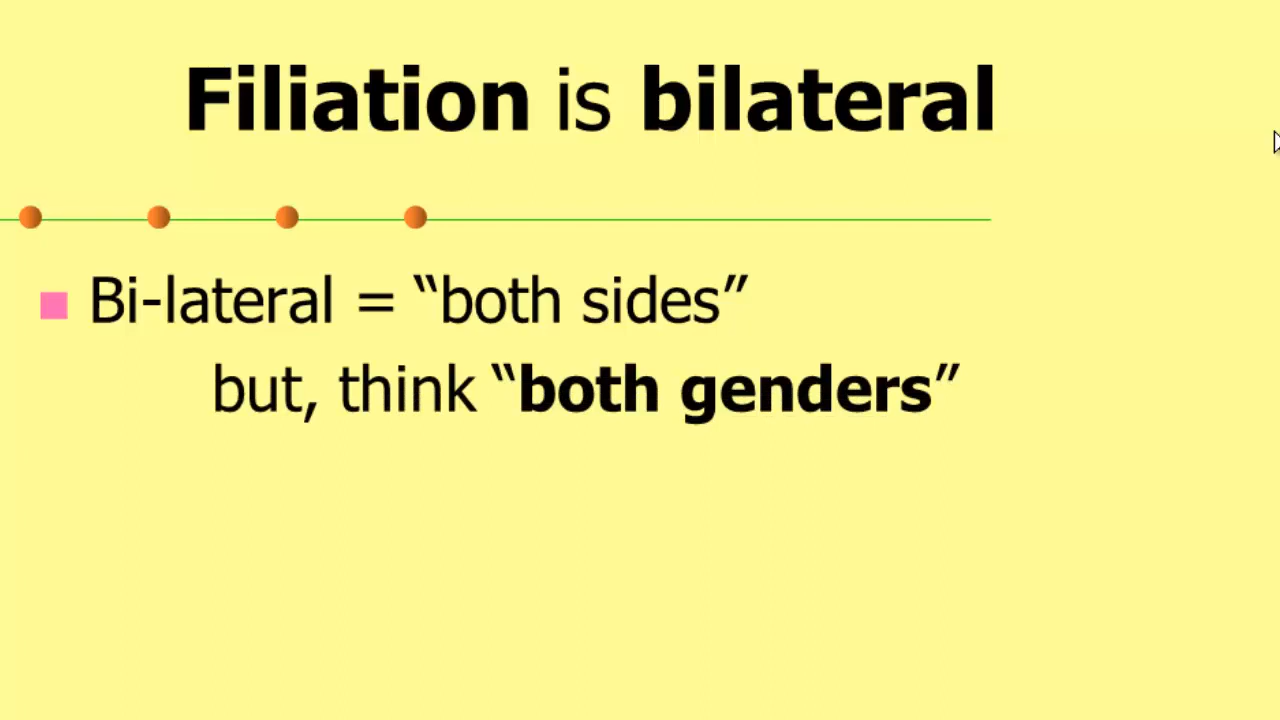 Filiation is bilateral
Bi-lateral = “both sides”
but, think “both genders”